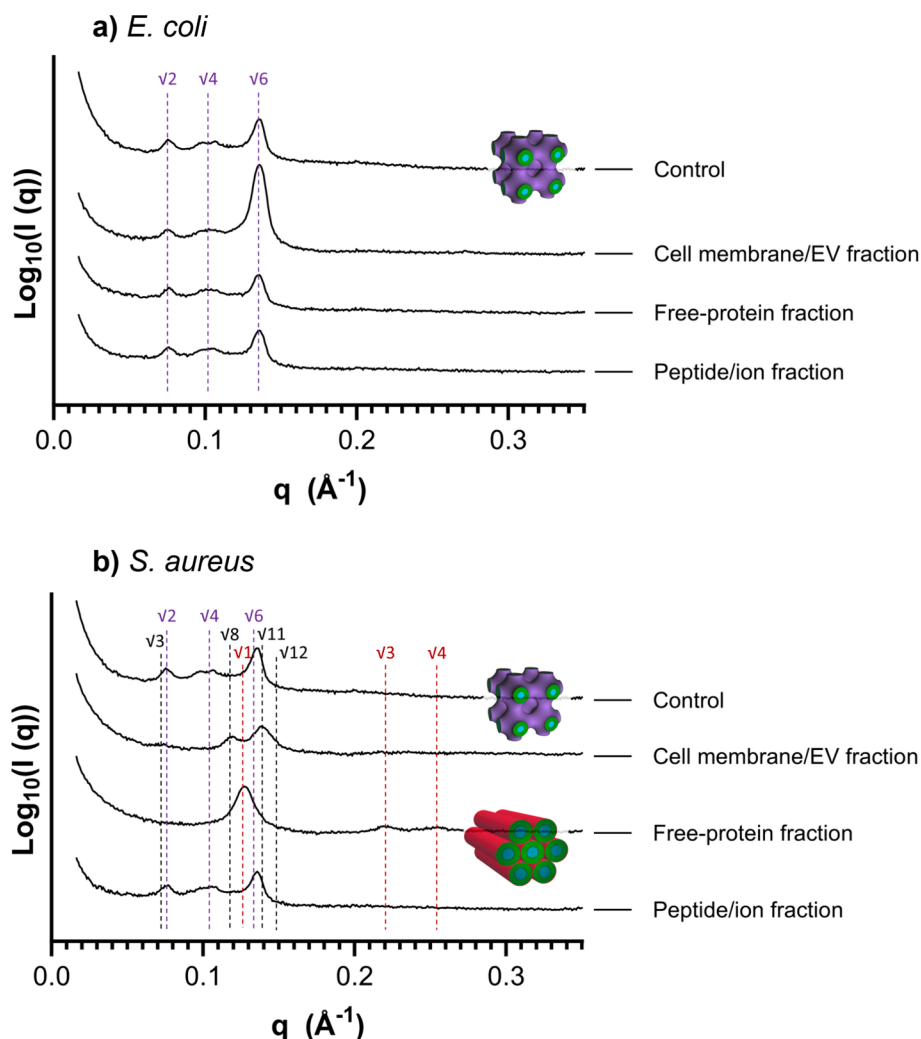 a) E. coli
√2 √4 √6
Log₁₀(I (q))
Control
Cell membrane/EV fraction
Free-protein fraction
Peptide/ion fraction
0.0 0.1 0.2 0.3
q (Å⁻¹)
b) S. aureus
√2 √4 √6
√3 √8 √11
√1 √12 √3 √4
Log₁₀(I (q))
Control
Cell membrane/EV fraction
Free-protein fraction
Peptide/ion fraction
0.0 0.1 0.2 0.3
q (Å⁻¹)